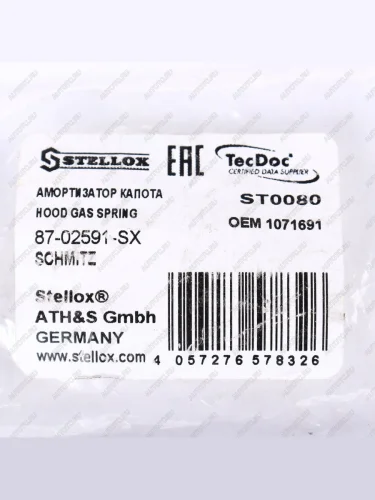 STELLOX
EAC
TecDoc
CERTIFIED DATA SUPPLIER
АМОРТИЗАТОР КАПОТА
HOOD GAS SPRING
ST0080
OEM 1071691
87-02591-SX
SCHMITZ
Stellox®
ATH&S Gmbh
GERMANY
www.stellox.com
4 057276 578326